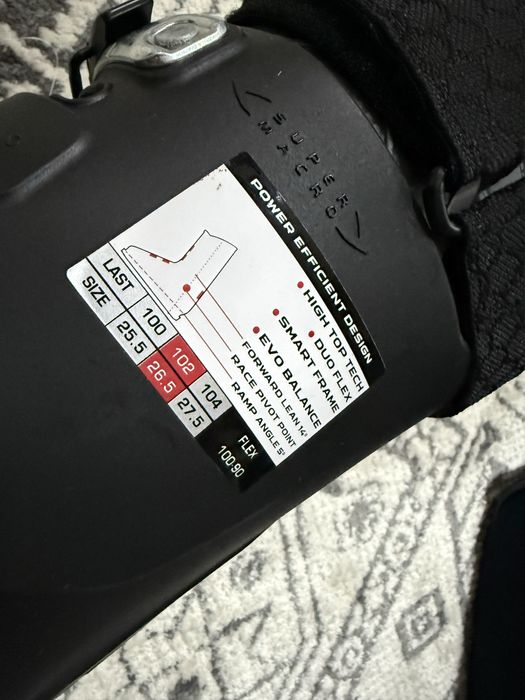 SUPER
MACRO
POWER EFFICIENT DESIGN
HIGH TOP TECH
DUO FLEX
SMART FRAME
EVO BALANCE
FORWARD LEAN 14°
RACE PIVOT POINT
RAMP ANGLE 5°
LAST 100 102 104
SIZE 25.5 26.5 27.5
FLEX
100-90